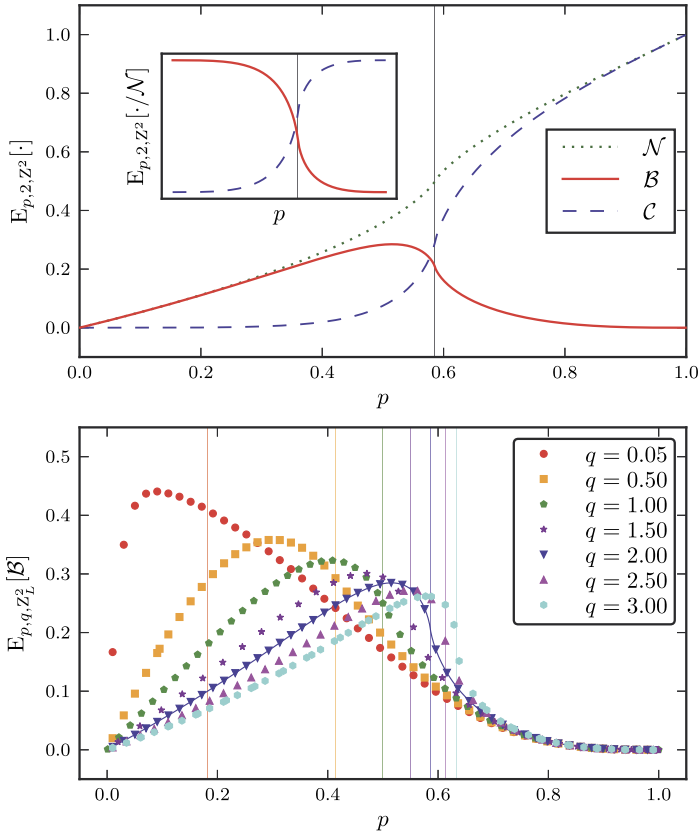 1.0
0.8
0.6
0.4
0.2
0.0
E_{p,2,Z^2}[·]
E_{p,2,Z^2}[·/𝒩]
p
𝒩
ℬ
𝒞
0.0 0.2 0.4 0.6 0.8 1.0
p
0.5
0.4
0.3
0.2
0.1
0.0
E_{p,q,Z^2_L}[ℬ]
q = 0.05
q = 0.50
q = 1.00
q = 1.50
q = 2.00
q = 2.50
q = 3.00
0.0 0.2 0.4 0.6 0.8 1.0
p